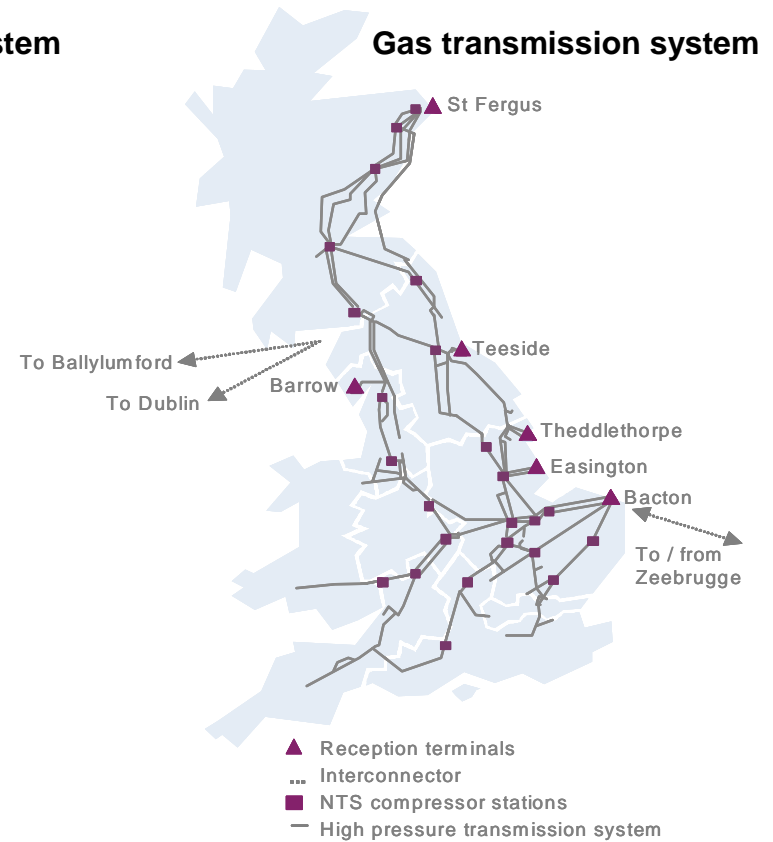 stem
Gas transmission system
St Fergus
Teeside
To Ballylumford
Barrow
To Dublin
Theddlethorpe
Easington
Bacton
To / from
Zeebrugge
Reception terminals
Interconnector
NTS compressor stations
High pressure transmission system